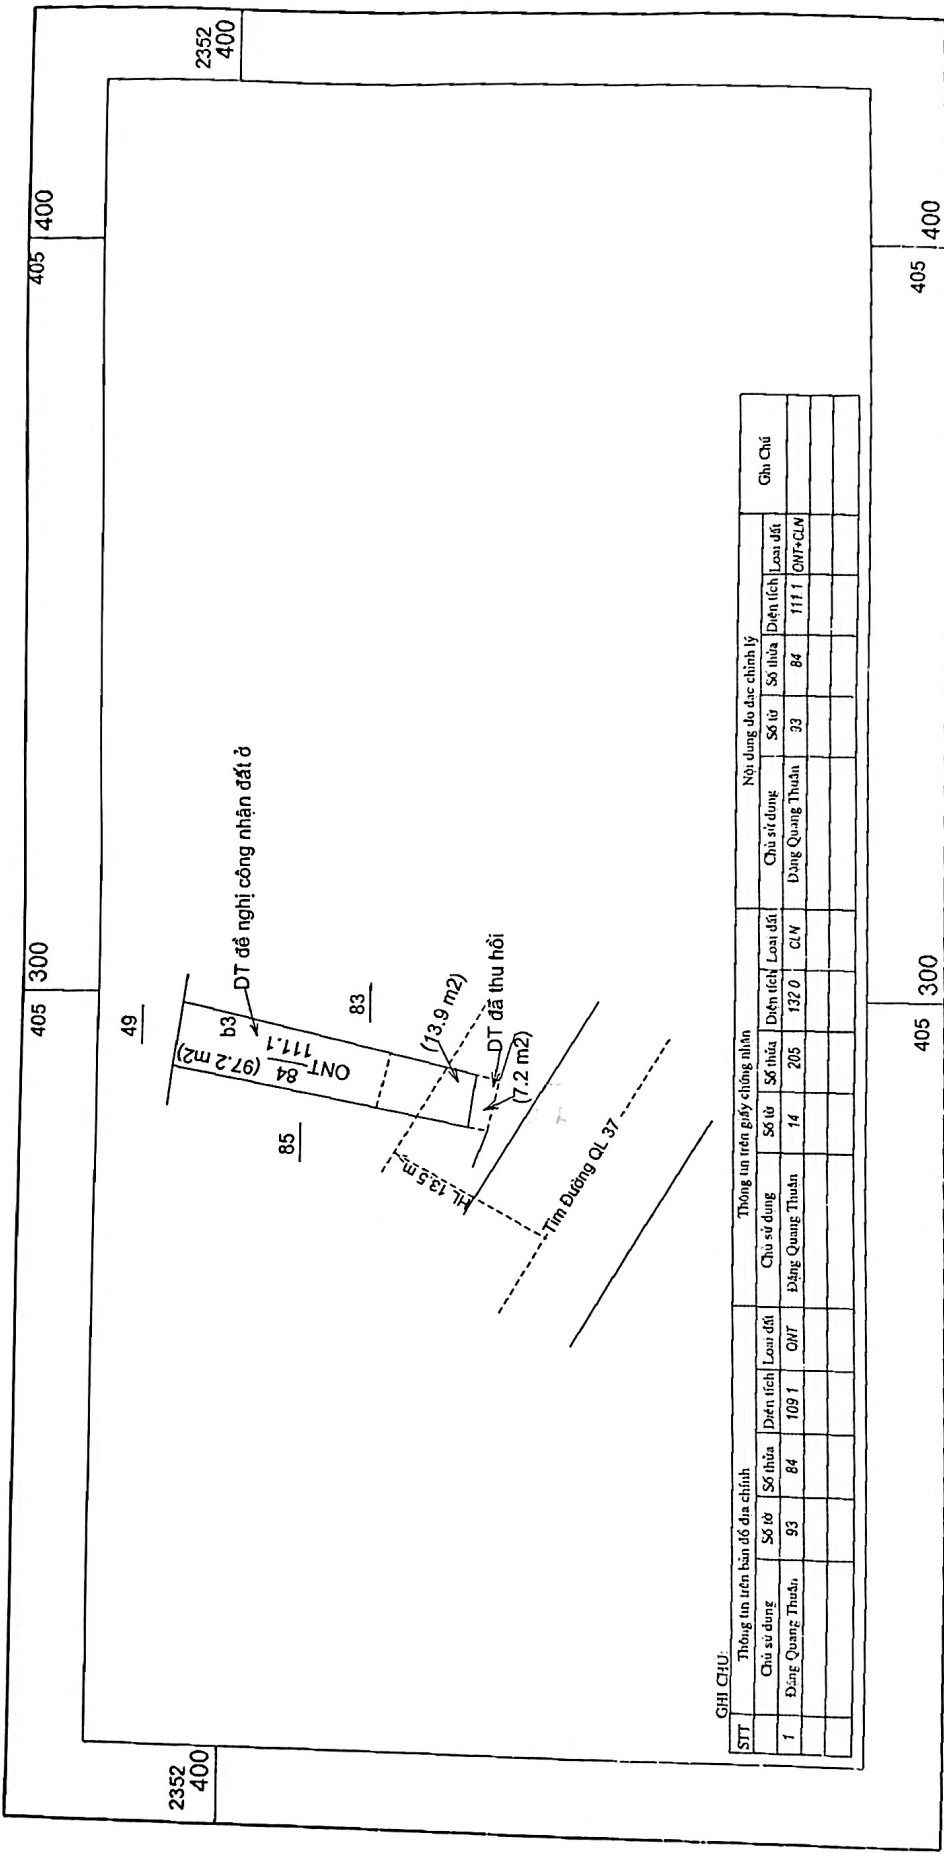 2352
400
405 300
405 400
2352
400
49
b3
DT đề nghị công nhận đất ở
ONT 84 (97.2 m2)
111.1
85
83
(13.9 m2)
DT đã thu hồi
(7.2 m2)
HL 13.5 m
Tim Đường QL 37
GHI CHU:
STT Thông tin trên bản đồ địa chính Thông tin trên giấy chứng nhân Nội dung đo đạc chỉnh lý Ghi Chú
Chủ sử dụng Số tờ Số thửa Diện tích Loại đất Chủ sử dụng Số tờ Số thửa Diện tích Loại đất Chủ sử dụng Số tờ Số thửa Diện tích Loại đất
1 Đặng Quang Thuân 93 84 109 1 ONT Đặng Quang Thuân 14 205 132 0 CLN Đặng Quang Thuân 93 84 111.1 ONT+CLN
405 300
405 400